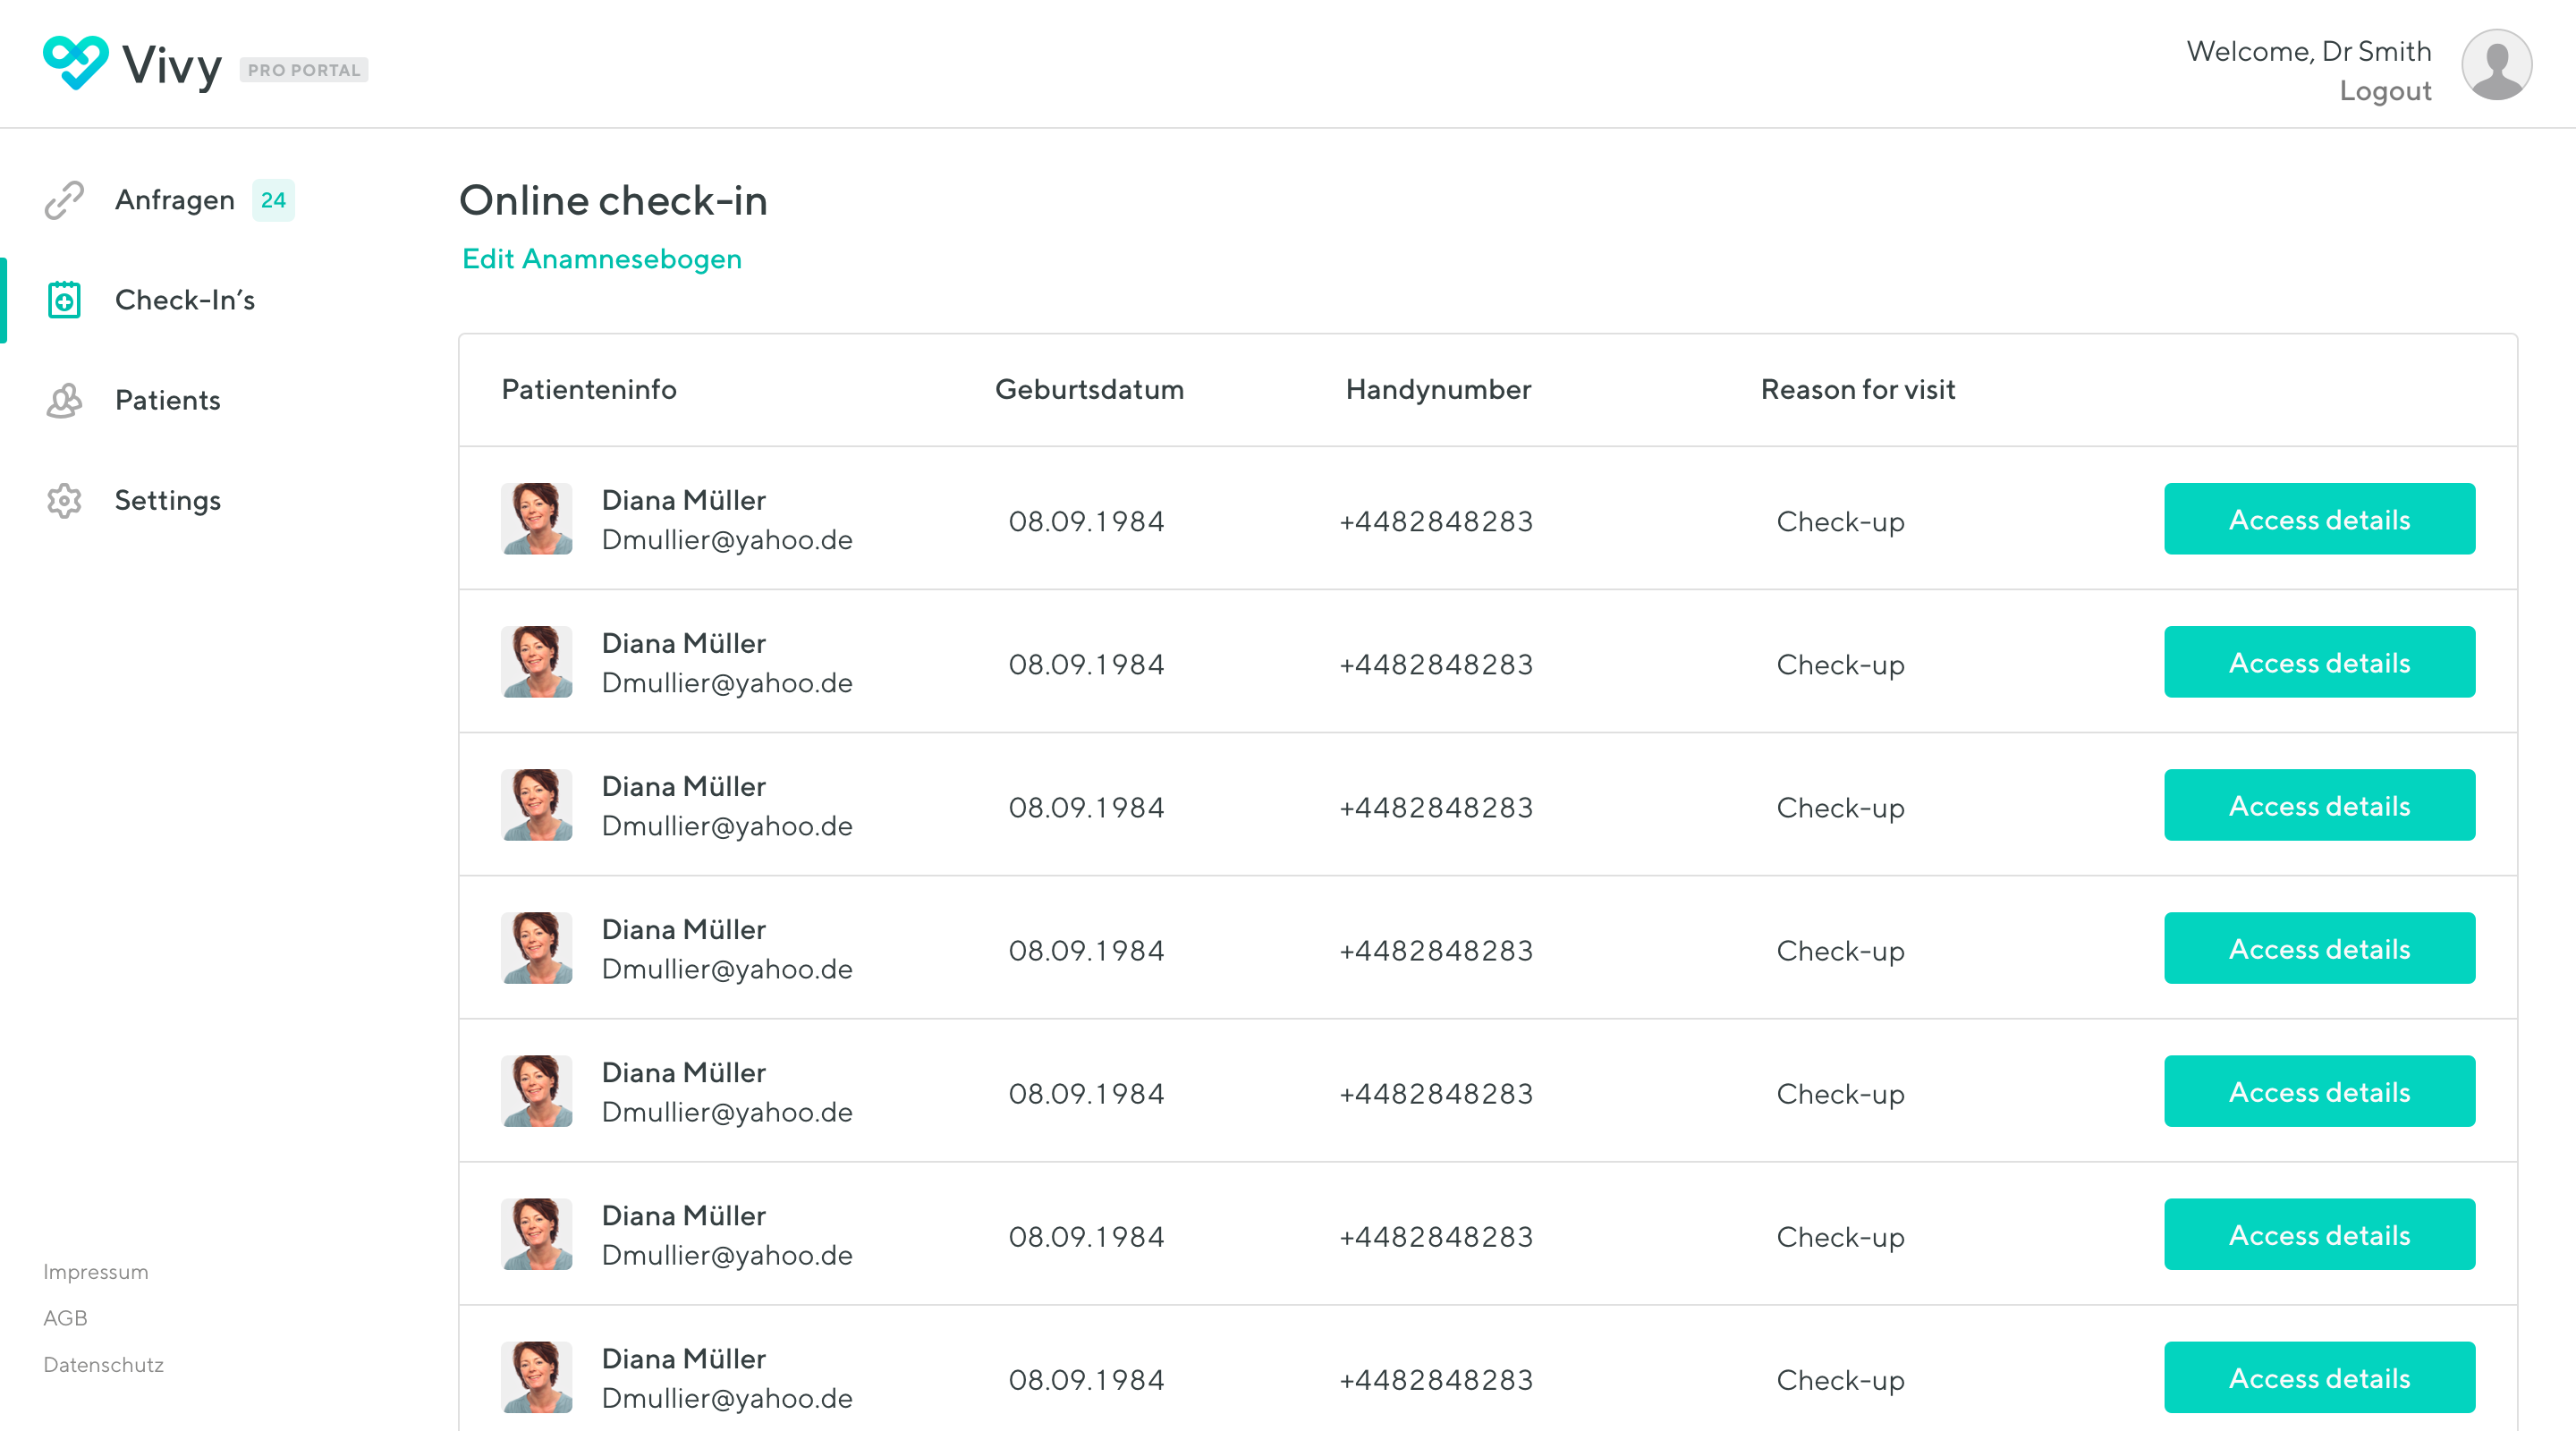 Vivy PRO PORTAL
Welcome, Dr Smith
Logout
Anfragen 24
Check-In’s
Patients
Settings
Impressum
AGB
Datenschutz
Online check-in
Edit Anamnesebogen
Patienteninfo Geburtsdatum Handynumber Reason for visit
Diana Müller
Dmullier@yahoo.de
08.09.1984 +4482848283 Check-up Access details
Diana Müller
Dmullier@yahoo.de
08.09.1984 +4482848283 Check-up Access details
Diana Müller
Dmullier@yahoo.de
08.09.1984 +4482848283 Check-up Access details
Diana Müller
Dmullier@yahoo.de
08.09.1984 +4482848283 Check-up Access details
Diana Müller
Dmullier@yahoo.de
08.09.1984 +4482848283 Check-up Access details
Diana Müller
Dmullier@yahoo.de
08.09.1984 +4482848283 Check-up Access details
Diana Müller
Dmullier@yahoo.de
08.09.1984 +4482848283 Check-up Access details